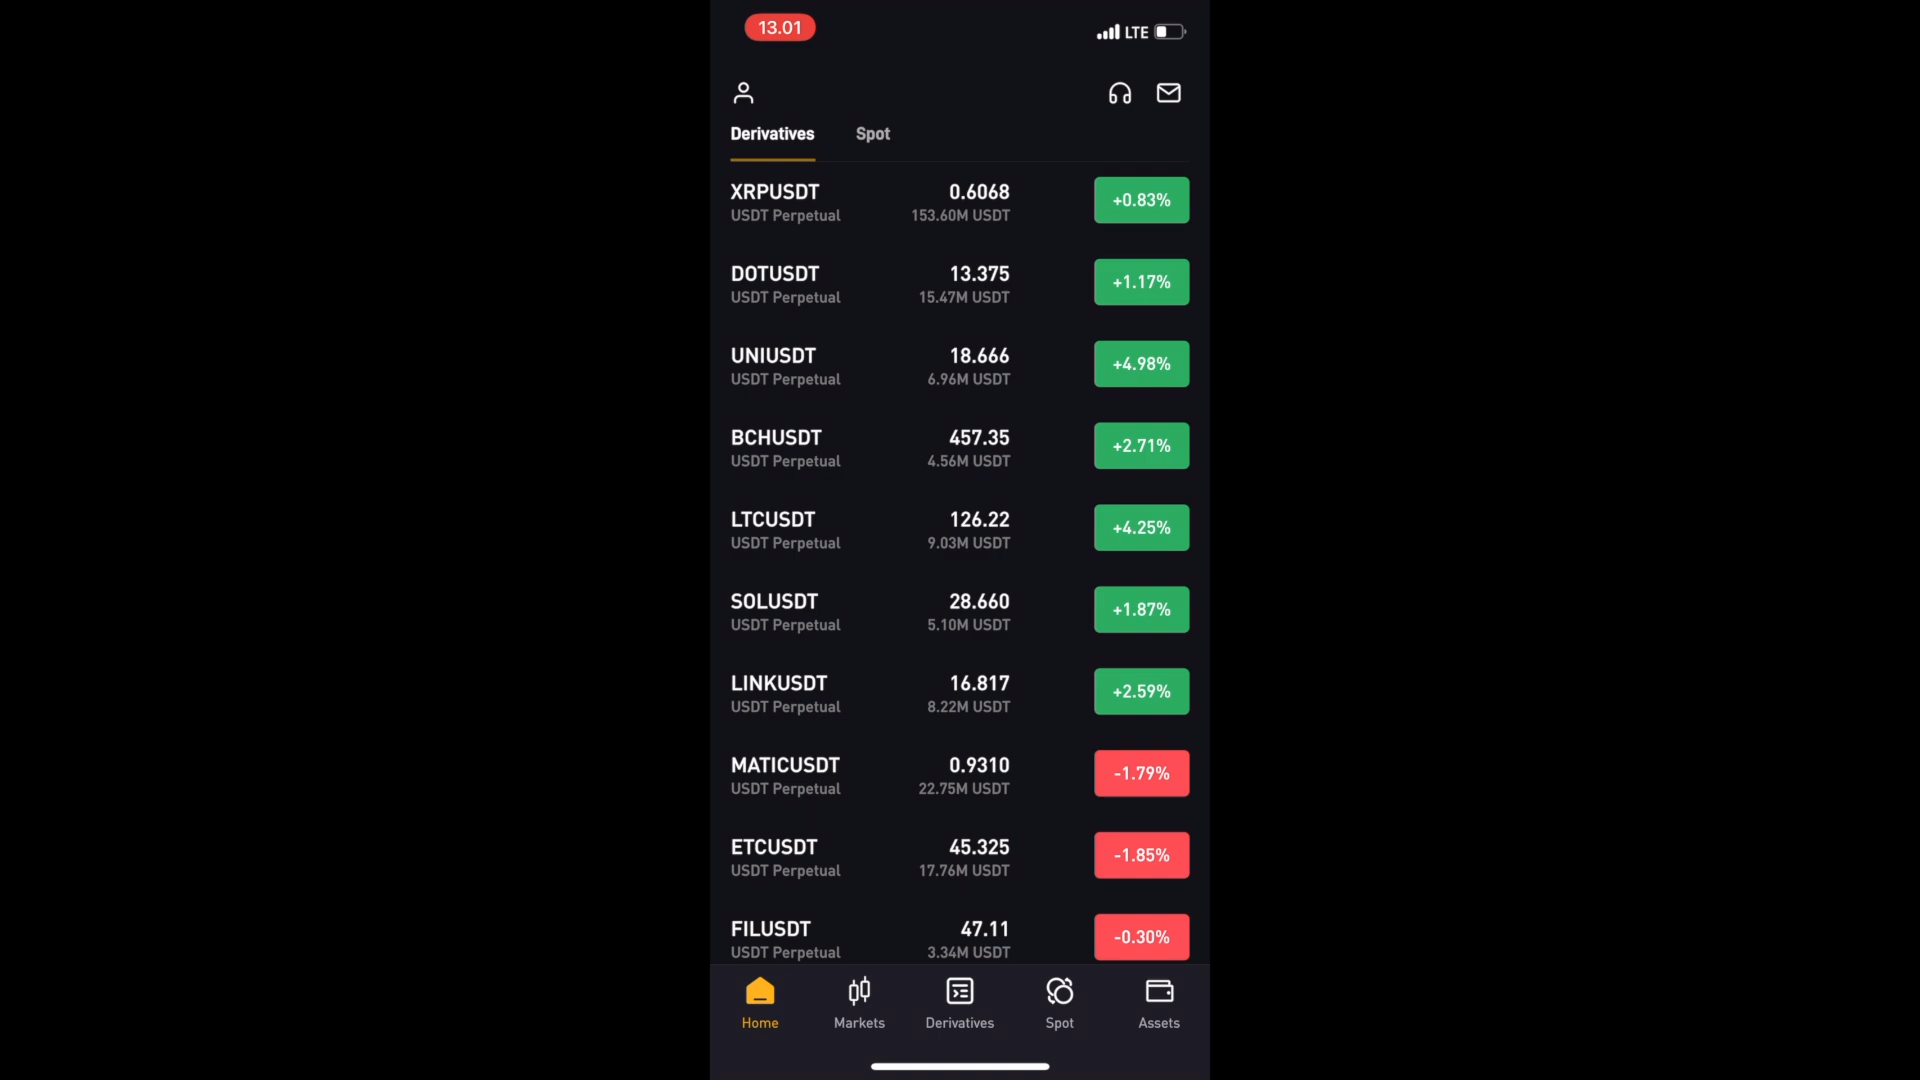 13.01
LTE
Derivatives Spot
XRPUSDT 0.6068 +0.83%
USDT Perpetual 153.60M USDT
DOTUSDT 13.375 +1.17%
USDT Perpetual 15.47M USDT
UNIUSDT 18.666 +4.98%
USDT Perpetual 6.96M USDT
BCHUSDT 457.35 +2.71%
USDT Perpetual 4.56M USDT
LTCUSDT 126.22 +4.25%
USDT Perpetual 9.03M USDT
SOLUSDT 28.660 +1.87%
USDT Perpetual 5.10M USDT
LINKUSDT 16.817 +2.59%
USDT Perpetual 8.22M USDT
MATICUSDT 0.9310 -1.79%
USDT Perpetual 22.75M USDT
ETCUSDT 45.325 -1.85%
USDT Perpetual 17.76M USDT
FILUSDT 47.11 -0.30%
USDT Perpetual 3.34M USDT
Home Markets Derivatives Spot Assets